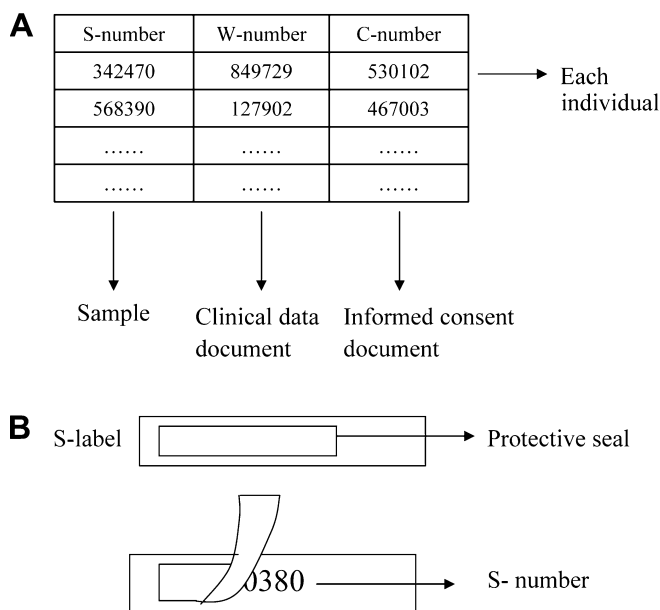 A
S-number W-number C-number
342470 849729 530102
568390 127902 467003
...... ...... ......
...... ...... ......
Each
individual
Sample
Clinical data
document
Informed consent
document
B
S-label
Protective seal
0380
S- number